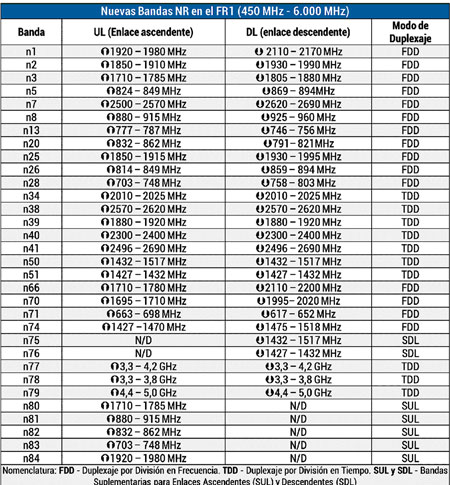 Nuevas Bandas NR en el FR1 (450 MHz - 6.000 MHz)
Banda UL (Enlace ascendente) DL (enlace descendente) Modo de Duplexaje
n1 1920 – 1980 MHz 2110 – 2170 MHz FDD
n2 1850 – 1910 MHz 1930 – 1990 MHz FDD
n3 1710 – 1785 MHz 1805 – 1880 MHz FDD
n5 824 – 849 MHz 869 – 894MHz FDD
n7 2500 – 2570 MHz 2620 – 2690 MHz FDD
n8 880 – 915 MHz 925 – 960 MHz FDD
n13 777 – 787 MHz 746 – 756 MHz FDD
n20 832 – 862 MHz 791– 821MHz FDD
n25 1850 – 1915 MHz 1930 – 1995 MHz FDD
n26 814 – 849 MHz 859 – 894 MHz FDD
n28 703 – 748 MHz 758 – 803 MHz FDD
n34 2010 – 2025 MHz 2010 – 2025 MHz TDD
n38 2570 – 2620 MHz 2570 – 2620 MHz TDD
n39 1880 – 1920 MHz 1880 – 1920 MHz TDD
n40 2300 – 2400 MHz 2300 – 2400 MHz TDD
n41 2496 – 2690 MHz 2496 – 2690 MHz TDD
n50 1432 – 1517 MHz 1432 – 1517 MHz TDD
n51 1427 – 1432 MHz 1427 – 1432 MHz TDD
n66 1710 – 1780 MHz 2110 – 2200 MHz FDD
n70 1695 – 1710 MHz 1995– 2020 MHz FDD
n71 663 – 698 MHz 617 – 652 MHz FDD
n74 1427 –1470 MHz 1475 – 1518 MHz FDD
n75 N/D 1432 – 1517 MHz SDL
n76 N/D 1427 – 1432 MHz SDL
n77 3,3 – 4,2 GHz 3,3 – 4,2 GHz TDD
n78 3,3 – 3,8 GHz 3,3 – 3,8 GHz TDD
n79 4,4 – 5,0 GHz 4,4 – 5,0 GHz TDD
n80 1710 – 1785 MHz N/D SUL
n81 880 – 915 MHz N/D SUL
n82 832 – 862 MHz N/D SUL
n83 703 – 748 MHz N/D SUL
n84 1920 – 1980 MHz N/D SUL
Nomenclatura: FDD - Duplexaje por División en Frecuencia. TDD - Duplexaje por División en Tiempo. SUL y SDL - Bandas
Suplementarias para Enlaces Ascendentes (SUL) y Descendentes (SDL)